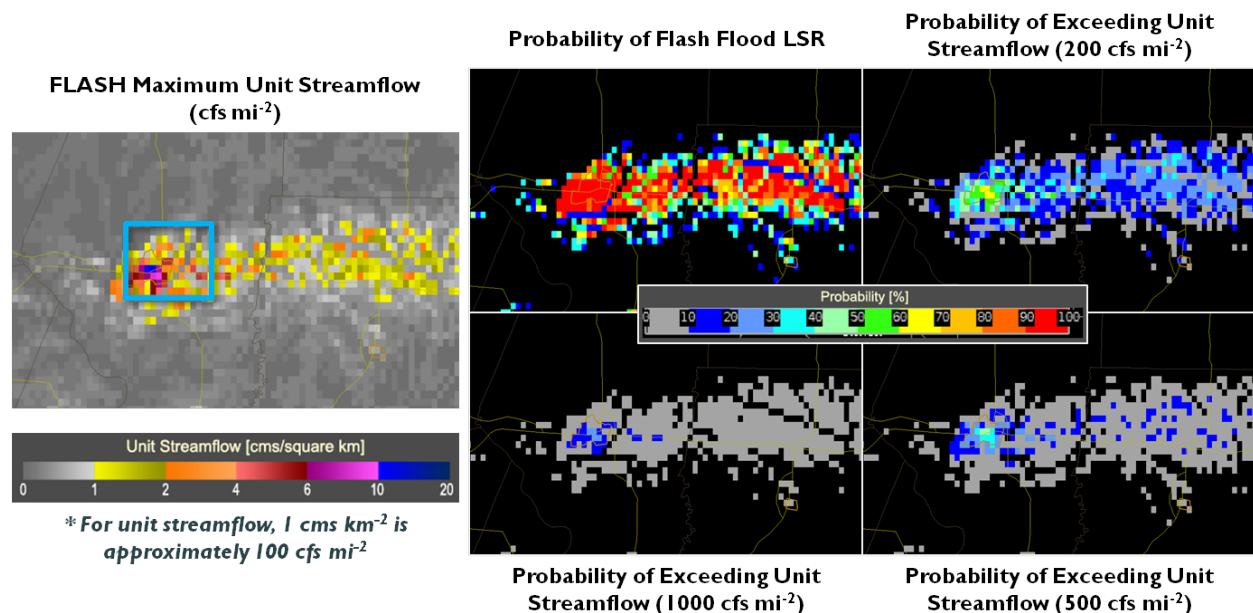 Probability of Flash Flood LSR
Probability of Exceeding Unit
Streamflow (200 cfs mi-2)
FLASH Maximum Unit Streamflow
(cfs mi-2)
Probability [%]
0 10 20 30 40 50 60 70 80 90 100
Unit Streamflow [cms/square km]
0 1 2 4 6 10 20
* For unit streamflow, 1 cms km-2 is
approximately 100 cfs mi-2
Probability of Exceeding Unit
Streamflow (1000 cfs mi-2)
Probability of Exceeding Unit
Streamflow (500 cfs mi-2)